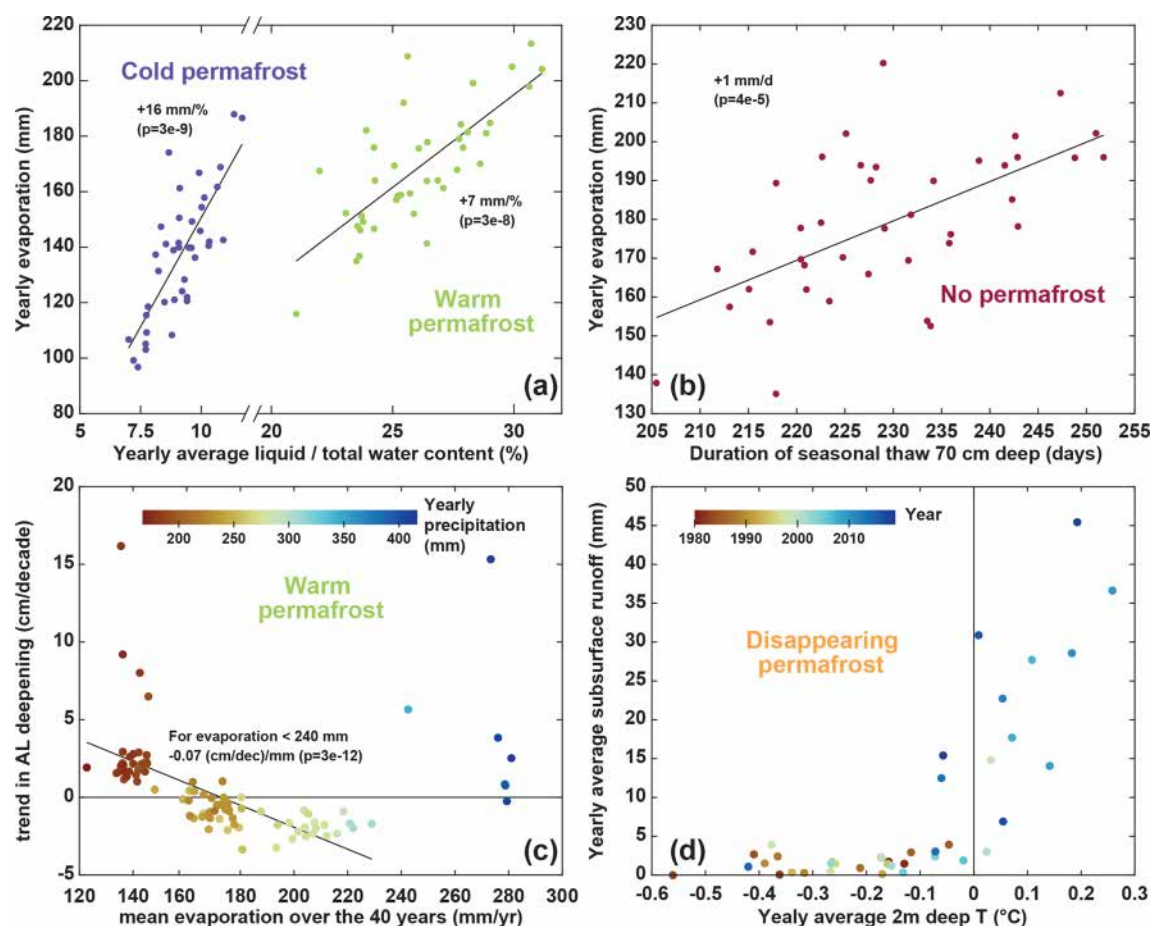 Yearly evaporation (mm)
200
180
160
140
120
100
80
Cold permafrost
+16 mm/%
(p=3e-9)
+7 mm/%
(p=3e-8)
Warm
permafrost
(a)
5
7.5
10
20
25
30
Yearly average liquid / total water content (%)
Yearly evaporation (mm)
230
220
210
200
190
180
170
160
150
140
130
+1 mm/d
(p=4e-5)
No permafrost
(b)
205
210
215
220
225
230
235
240
245
250
255
Duration of seasonal thaw 70 cm deep (days)
trend in AL deepening (cm/decade)
20
15
10
5
0
-5
200
250
300
350
400
Yearly
precipitation
(mm)
Warm
permafrost
For evaporation < 240 mm
-0.07 (cm/dec)/mm (p=3e-12)
(c)
120
140
160
180
200
220
240
260
280
300
mean evaporation over the 40 years (mm/yr)
Yearly average subsurface runoff (mm)
50
45
40
35
30
25
20
15
10
5
0
1980
1990
2000
2010
Year
Disappearing
permafrost
(d)
-0.6
-0.5
-0.4
-0.3
-0.2
-0.1
0
0.1
0.2
0.3
Yealy average 2m deep T (°C)